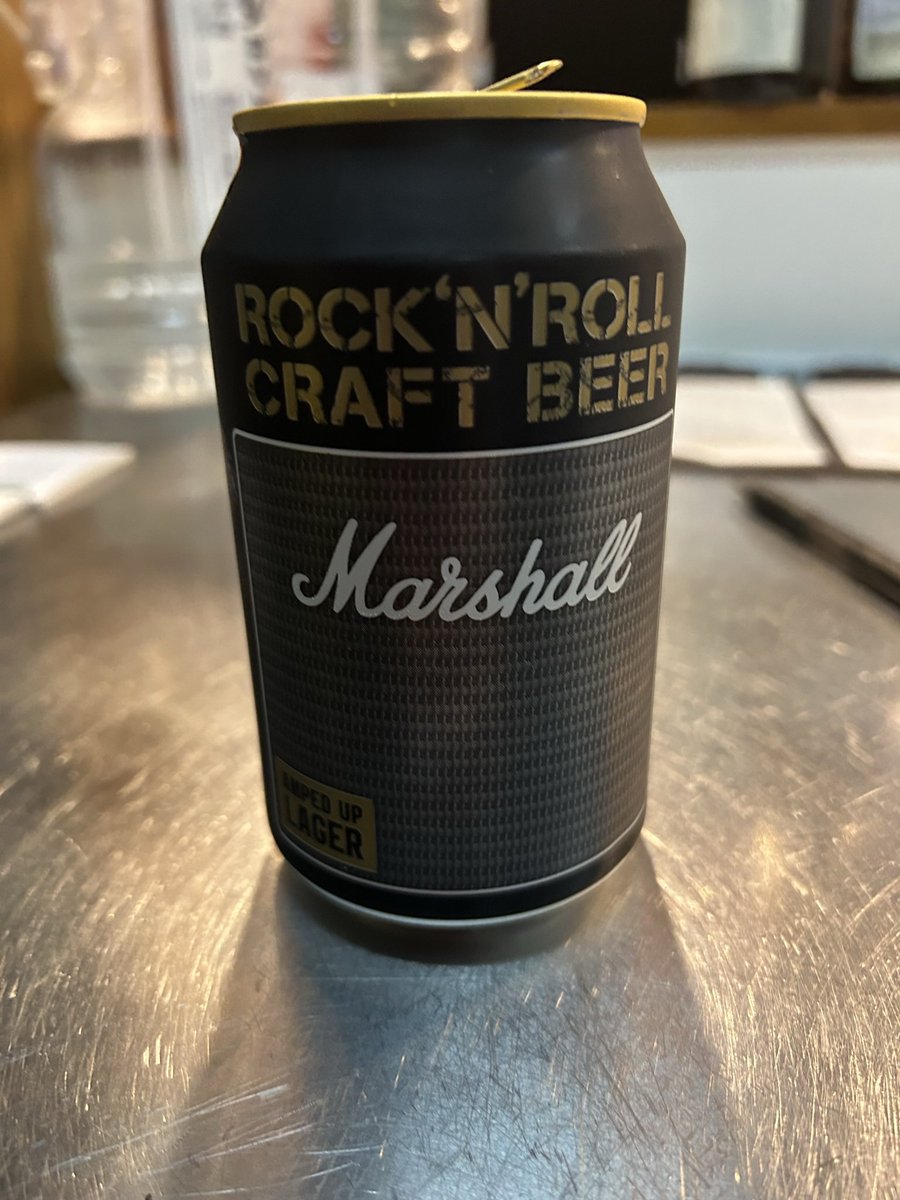 ROCK'N'ROLL
CRAFT BEER
Marshall
AMPED UP
LAGER